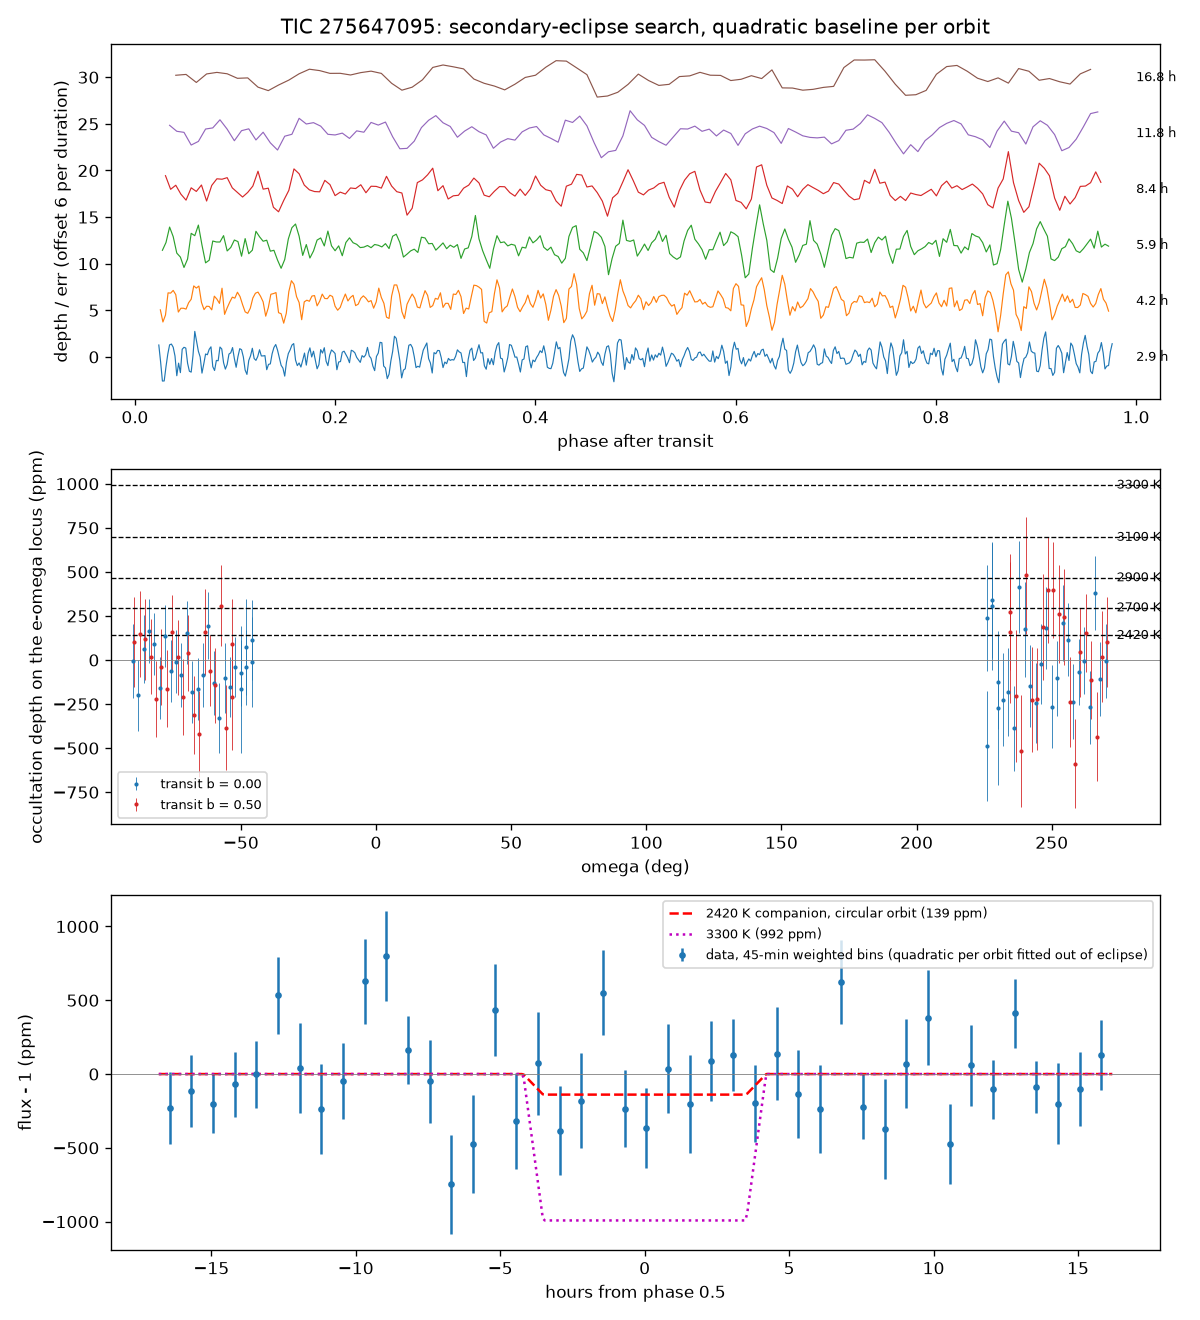 TIC 275647095: secondary-eclipse search, quadratic baseline per orbit
depth / err (offset 6 per duration)
30
25
20
15
10
5
0
16.8 h
11.8 h
8.4 h
5.9 h
4.2 h
2.9 h
0.0 0.2 0.4 0.6 0.8 1.0
phase after transit
occultation depth on the e-omega locus (ppm)
1000
750
500
250
0
−250
−500
−750
3300 K
3100 K
2900 K
2700 K
2420 K
transit b = 0.00
transit b = 0.50
−50 0 50 100 150 200 250
omega (deg)
flux - 1 (ppm)
1000
500
0
−500
−1000
2420 K companion, circular orbit (139 ppm)
3300 K (992 ppm)
data, 45-min weighted bins (quadratic per orbit fitted out of eclipse)
−15 −10 −5 0 5 10 15
hours from phase 0.5